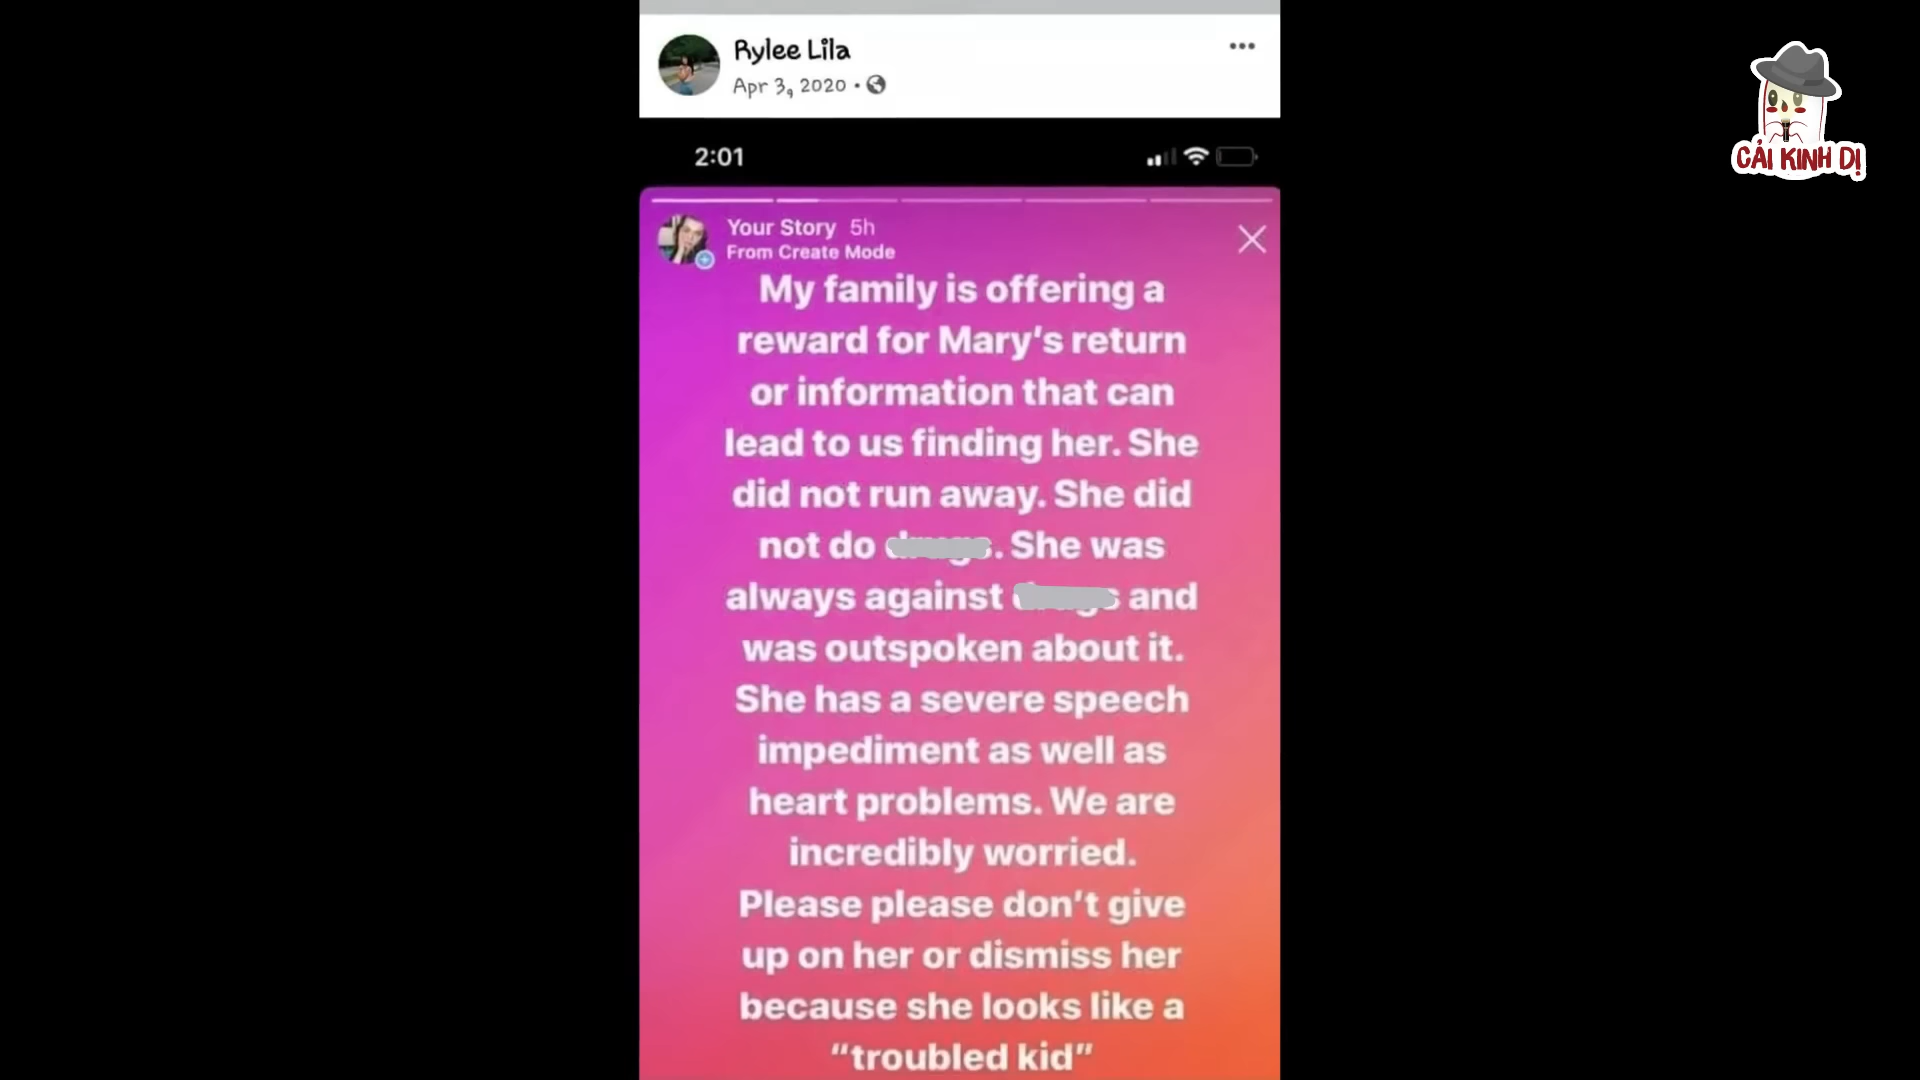 Rylee Lila
Apr 3, 2020 •
2:01
CẢI KINH DỊ
Your Story 5h
From Create Mode
My family is offering a
reward for Mary's return
or information that can
lead to us finding her. She
did not run away. She did
not do . She was
always against and
was outspoken about it.
She has a severe speech
impediment as well as
heart problems. We are
incredibly worried.
Please please don't give
up on her or dismiss her
because she looks like a
"troubled kid"